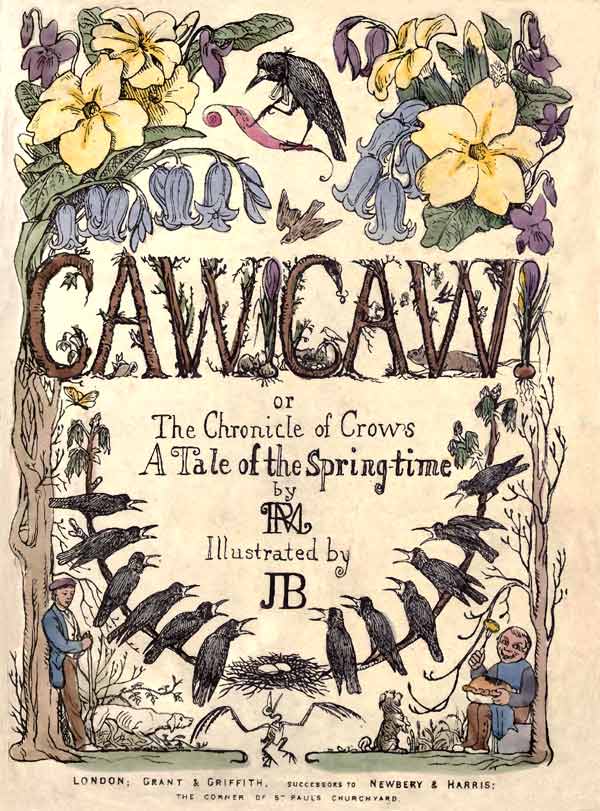 CAW! CAW!
or
The Chronicle of Crows
A Tale of the Spring-time
by
RM
Illustrated by
JB
LONDON; GRANT & GRIFFITH, SUCCESSORS TO NEWBERY & HARRIS;
THE CORNER OF ST PAUL'S CHURCHYARD.